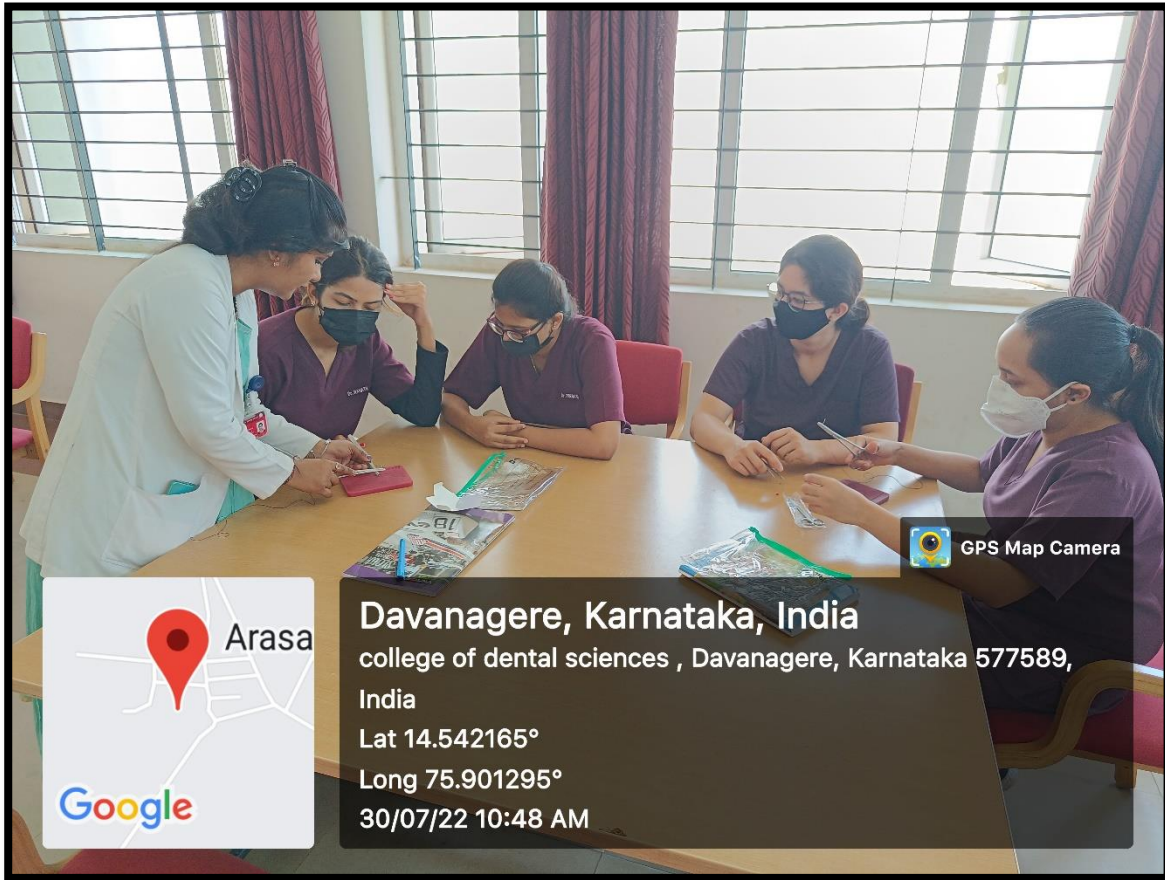 GPS Map Camera
Arasa
Google
Davanagere, Karnataka, India
college of dental sciences , Davanagere, Karnataka 577589,
India
Lat 14.542165°
Long 75.901295°
30/07/22 10:48 AM